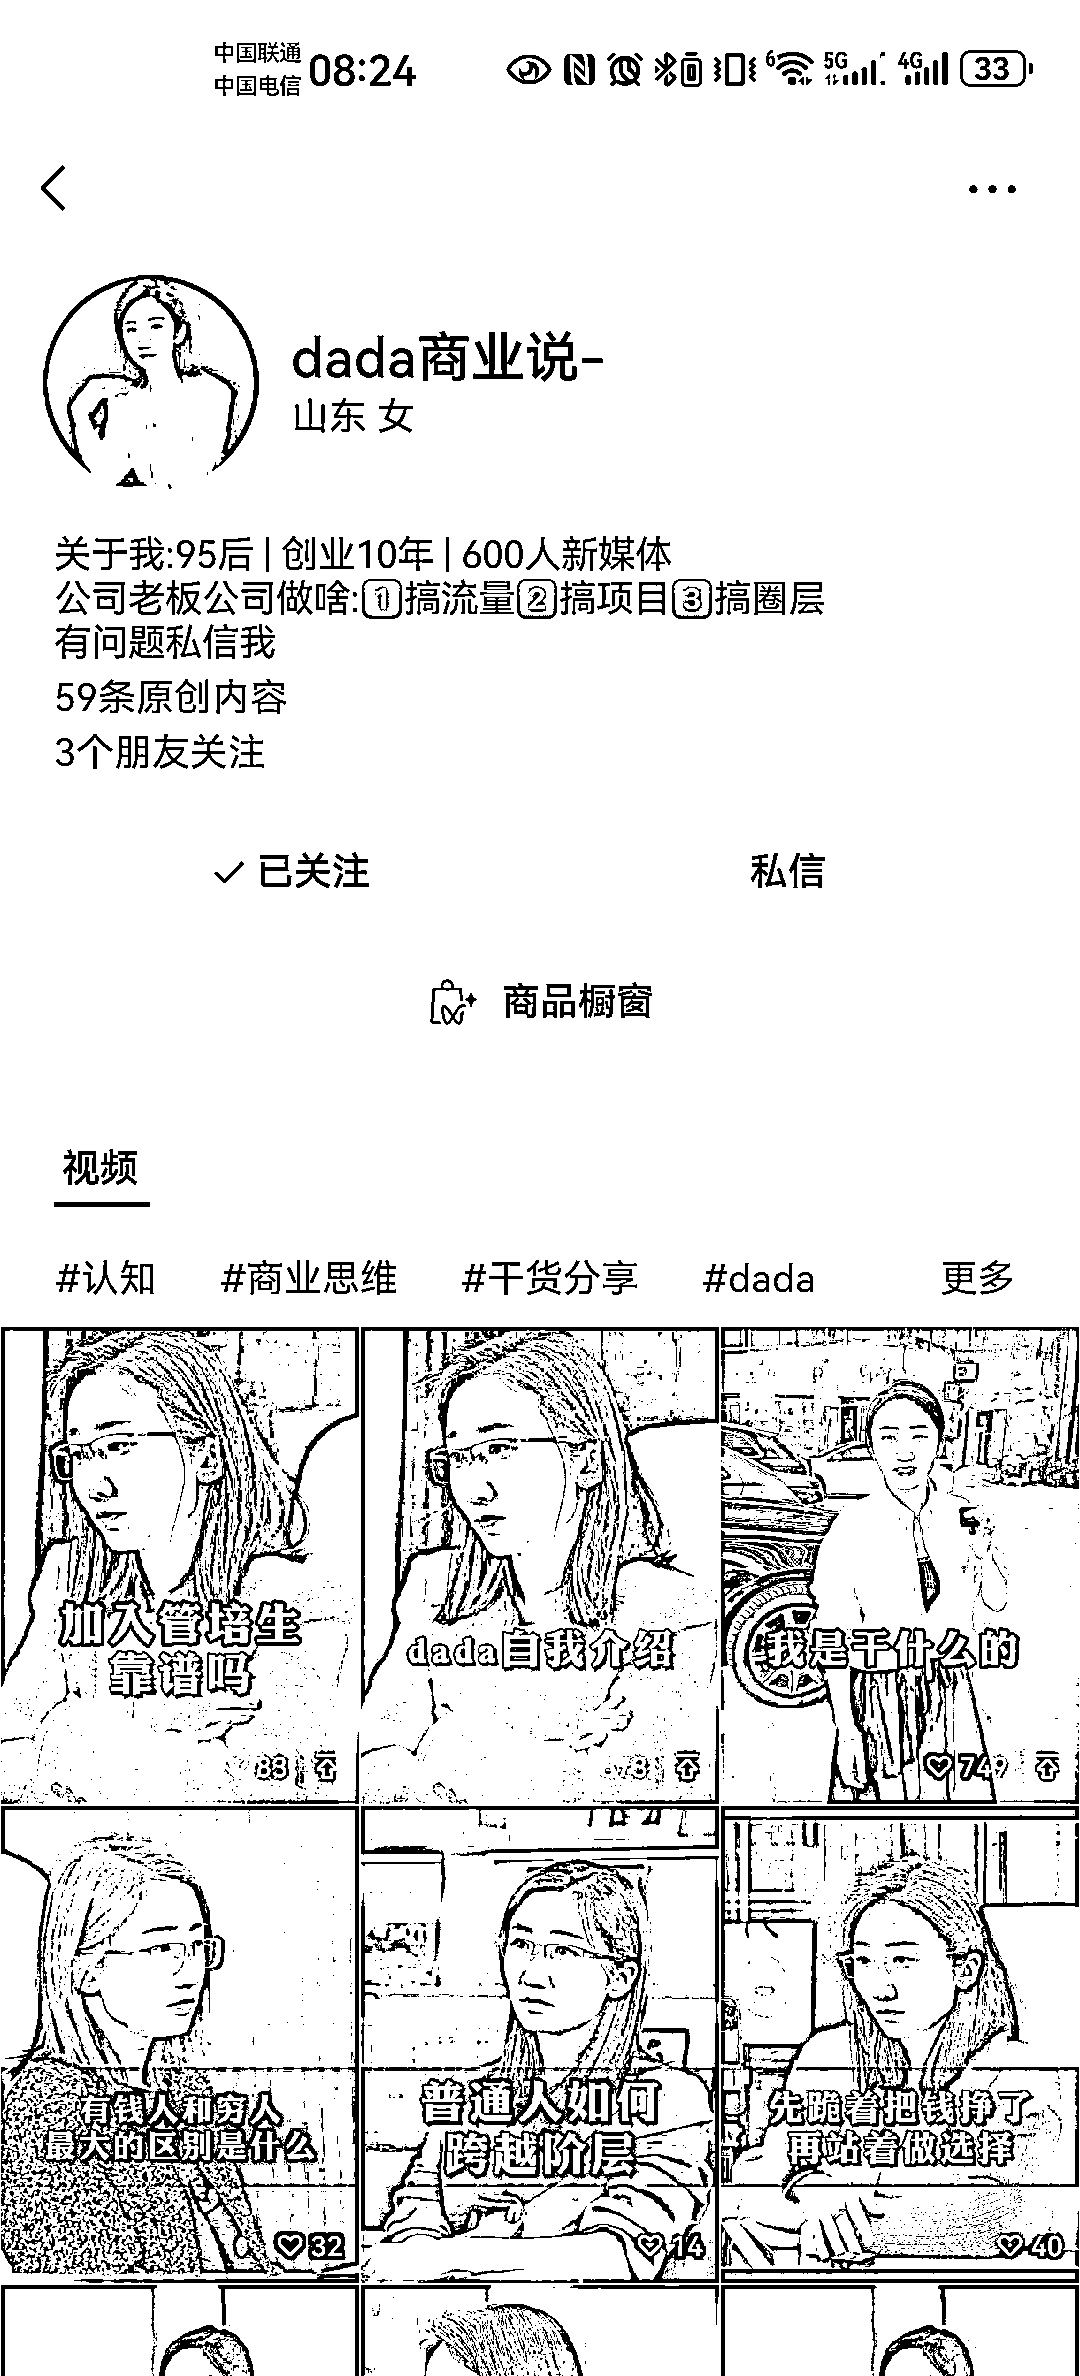 中国联通
中国电信
08:24
6
5G
4G
33
dada商业说-
山东 女
关于我:95后 | 创业10年 | 600人新媒体
公司老板公司做啥:1搞流量2搞项目3搞圈层
有问题私信我
59条原创内容
3个朋友关注
已关注
私信
商品橱窗
视频
#认知
#商业思维
#干货分享
#dada
更多
加入管培生
靠谱吗
88
dada自我介绍
我是干什么的
749
有钱人和穷人
最大的区别是什么
32
普通人如何
跨越阶层
14
先跪着把钱挣了
再站着做选择
40